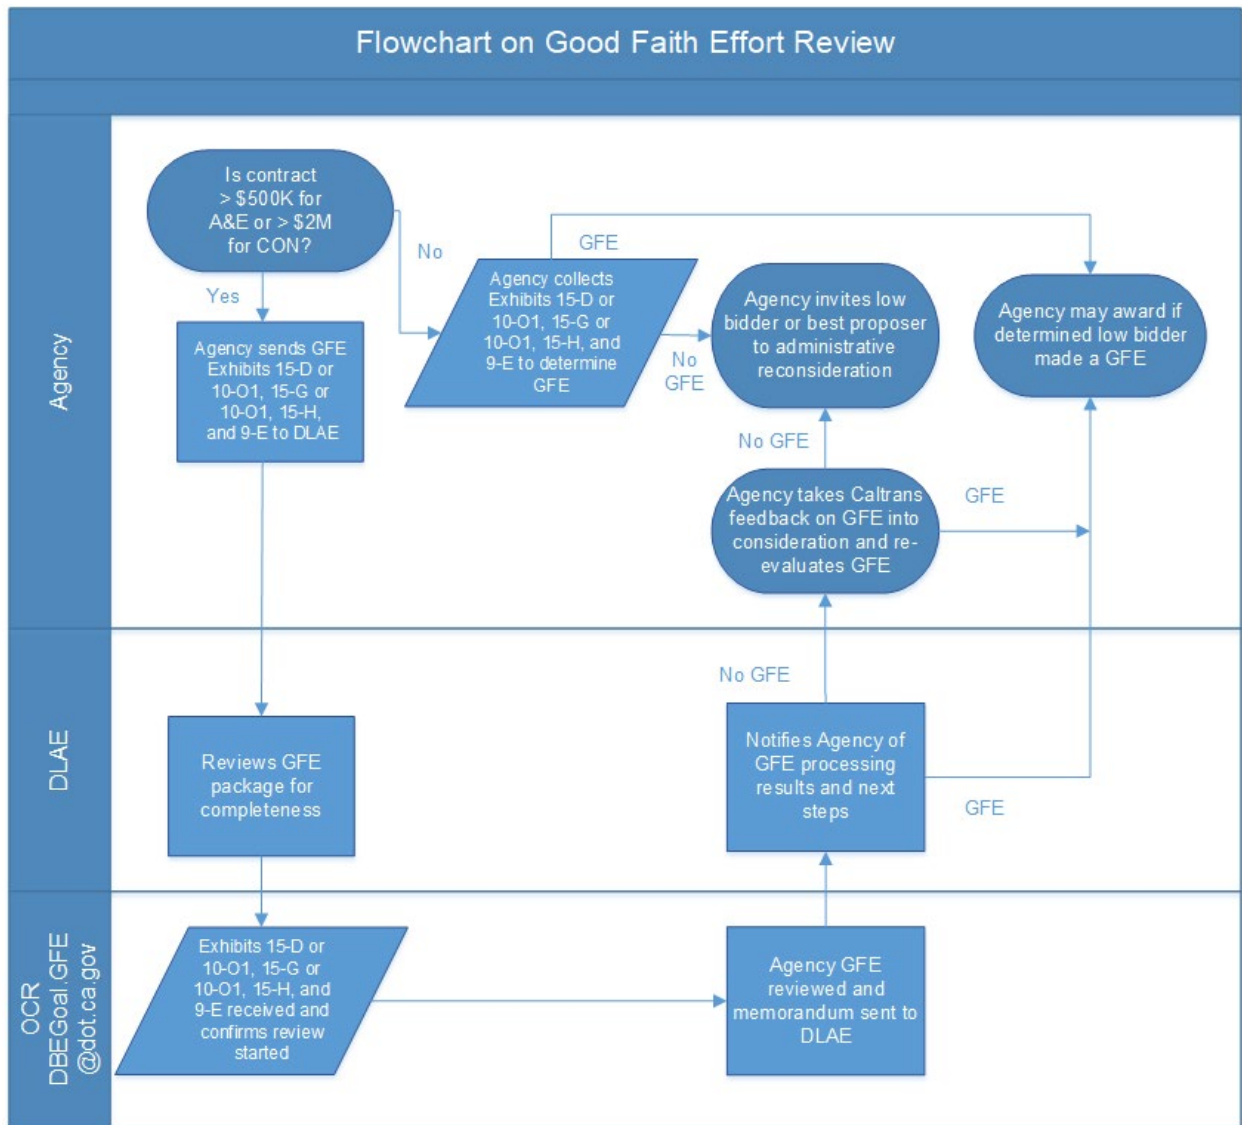 Flowchart on Good Faith Effort Review
Agency
Is contract
> $500K for
A&E or > $2M
for CON?
No
Yes
GFE
Agency collects
Exhibits 15-D or
10-O1, 15-G or
10-O1, 15-H, and
9-E to determine
GFE
No
GFE
Agency invites low
bidder or best proposer
to administrative
reconsideration
Agency may award if
determined low bidder
made a GFE
Agency sends GFE
Exhibits 15-D or
10-O1, 15-G or
10-O1, 15-H,
and 9-E to DLAE
No GFE
Agency takes Caltrans
feedback on GFE into
consideration and re-
evaluates GFE
GFE
DLAE
No GFE
Reviews GFE
package for
completeness
Notifies Agency of
GFE processing
results and next
steps
GFE
OCR
DBEGoal.GFE
@dot.ca.gov
Exhibits 15-D or
10-O1, 15-G or
10-O1, 15-H, and
9-E received and
confirms review
started
Agency GFE
reviewed and
memorandum sent to
DLAE